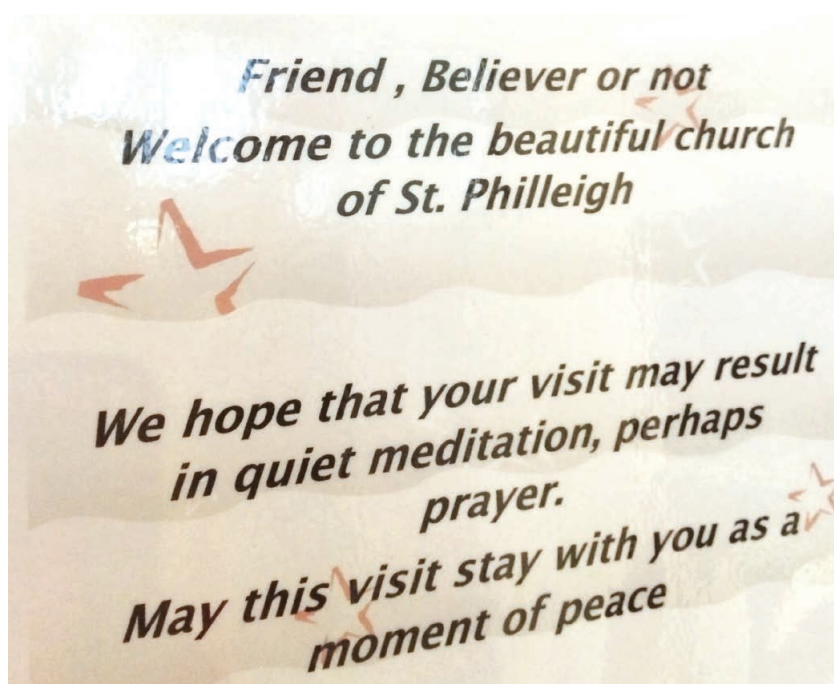 Friend , Believer or not
Welcome to the beautiful church
of St. Philleigh
We hope that your visit may result
in quiet meditation, perhaps
prayer.
May this visit stay with you as a
moment of peace